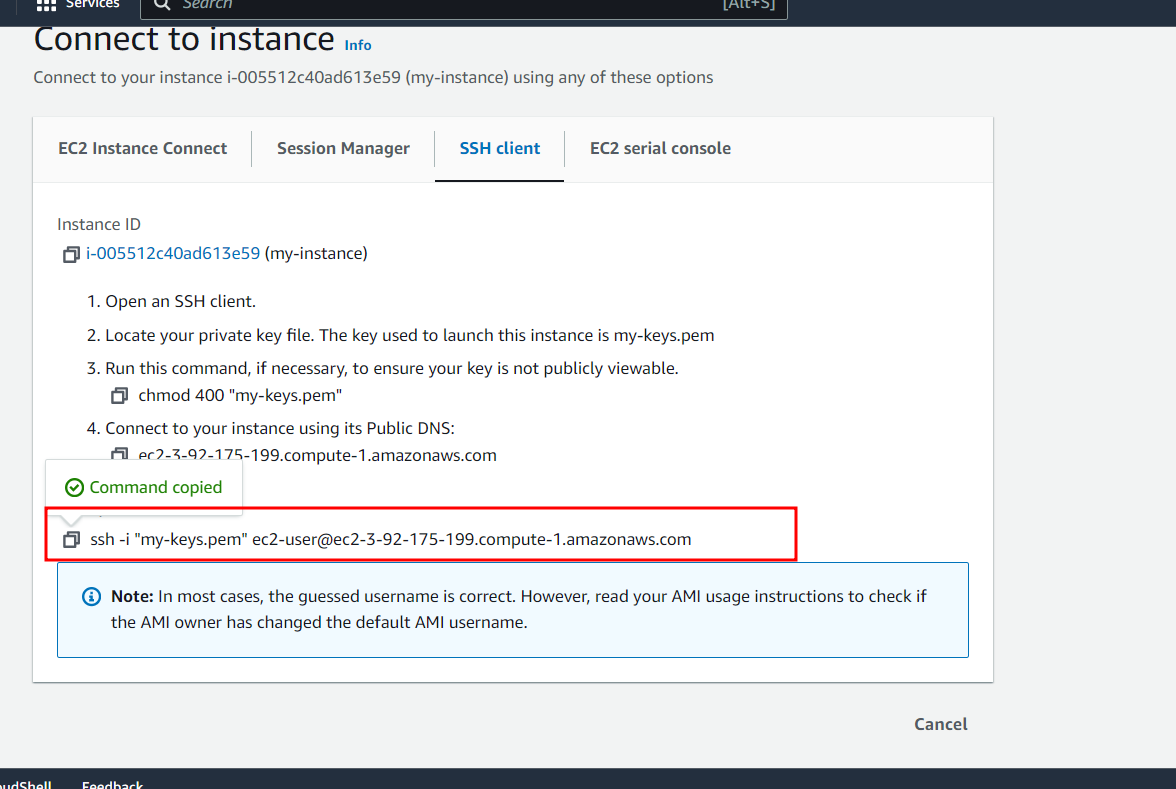 Services
Search
[Alt+S]
Connect to instance Info
Connect to your instance i-005512c40ad613e59 (my-instance) using any of these options
EC2 Instance Connect
Session Manager
SSH client
EC2 serial console
Instance ID
i-005512c40ad613e59 (my-instance)
1. Open an SSH client.
2. Locate your private key file. The key used to launch this instance is my-keys.pem
3. Run this command, if necessary, to ensure your key is not publicly viewable.
chmod 400 "my-keys.pem"
4. Connect to your instance using its Public DNS:
ec2-3-92-175-199.compute-1.amazonaws.com
Command copied
ssh -i "my-keys.pem" ec2-user@ec2-3-92-175-199.compute-1.amazonaws.com
Note: In most cases, the guessed username is correct. However, read your AMI usage instructions to check if
the AMI owner has changed the default AMI username.
Cancel
oudShell
Feedback